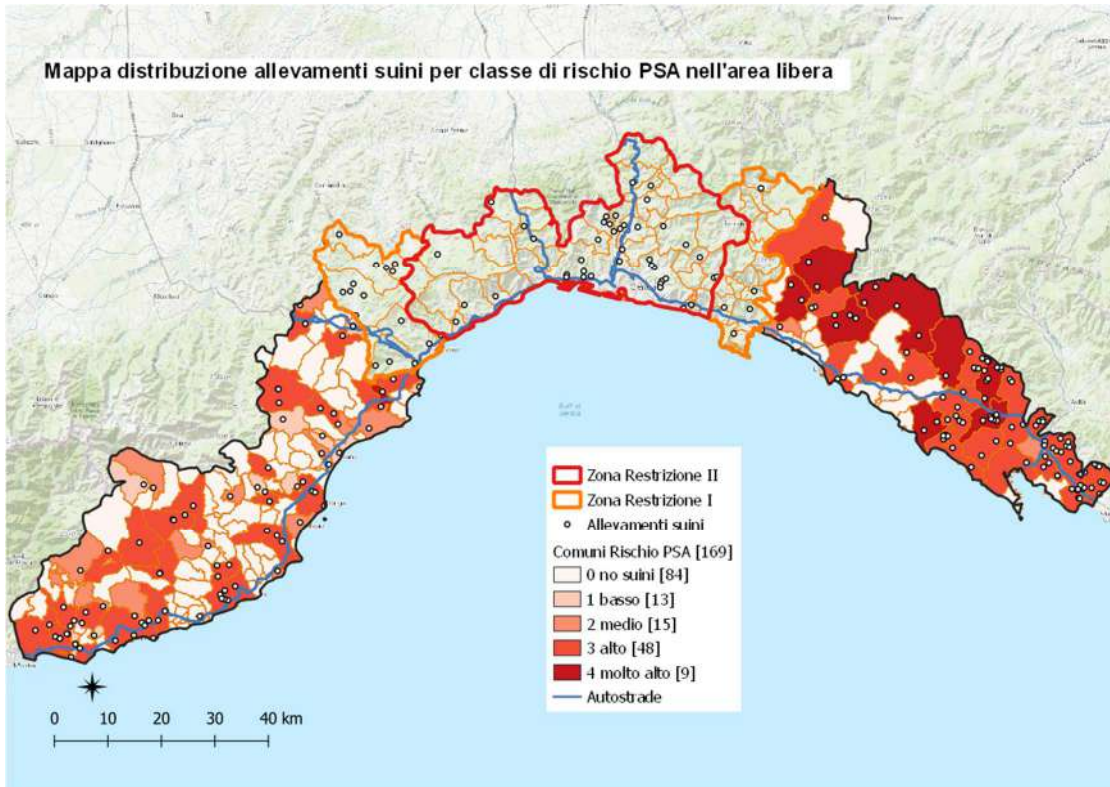 Mappa distribuzione allevamenti suini per classe di rischio PSA nell'area libera
Zona Restrizione II
Zona Restrizione I
Allevamenti suini
Comuni Rischio PSA [169]
0 no suini [84]
1 basso [13]
2 medio [15]
3 alto [48]
4 molto alto [9]
Autostrade
0 10 20 30 40 km